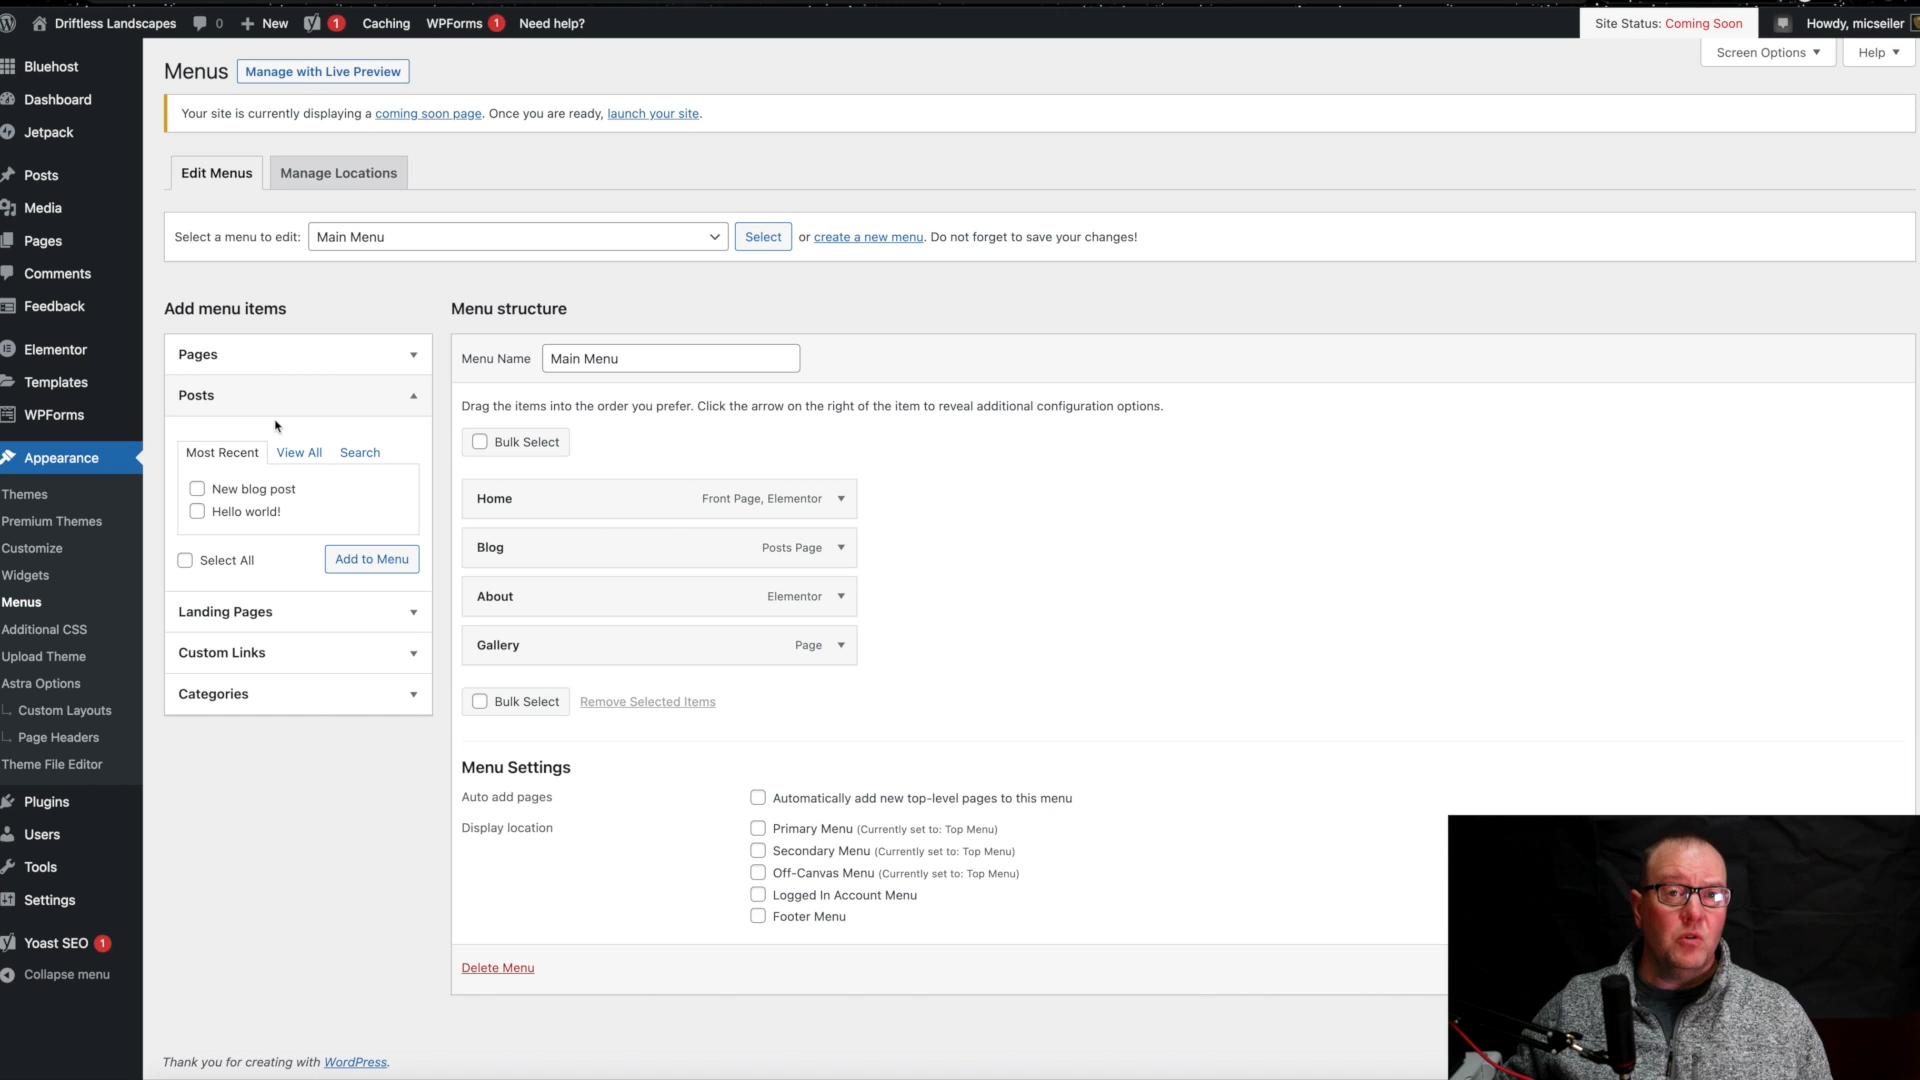 Driftless Landscapes 0 New 1 Caching WPForms 1 Need help? Site Status: Coming Soon Howdy, micseiler
Screen Options Help
Bluehost
Dashboard
Jetpack
Posts
Media
Pages
Comments
Feedback
Elementor
Templates
WPForms
Appearance
Themes
Premium Themes
Customize
Widgets
Menus
Additional CSS
Upload Theme
Astra Options
Custom Layouts
Page Headers
Theme File Editor
Plugins
Users
Tools
Settings
Yoast SEO 1
Collapse menu
Menus Manage with Live Preview
Your site is currently displaying a coming soon page. Once you are ready, launch your site.
Edit Menus Manage Locations
Select a menu to edit: Main Menu Select or create a new menu. Do not forget to save your changes!
Add menu items
Pages
Posts
Most Recent View All Search
New blog post
Hello world!
Select All Add to Menu
Landing Pages
Custom Links
Categories
Menu structure
Menu Name Main Menu
Drag the items into the order you prefer. Click the arrow on the right of the item to reveal additional configuration options.
Bulk Select
Home Front Page, Elementor
Blog Posts Page
About Elementor
Gallery Page
Bulk Select Remove Selected Items
Menu Settings
Auto add pages Automatically add new top-level pages to this menu
Display location Primary Menu (Currently set to: Top Menu)
Secondary Menu (Currently set to: Top Menu)
Off-Canvas Menu (Currently set to: Top Menu)
Logged In Account Menu
Footer Menu
Delete Menu
Thank you for creating with WordPress.